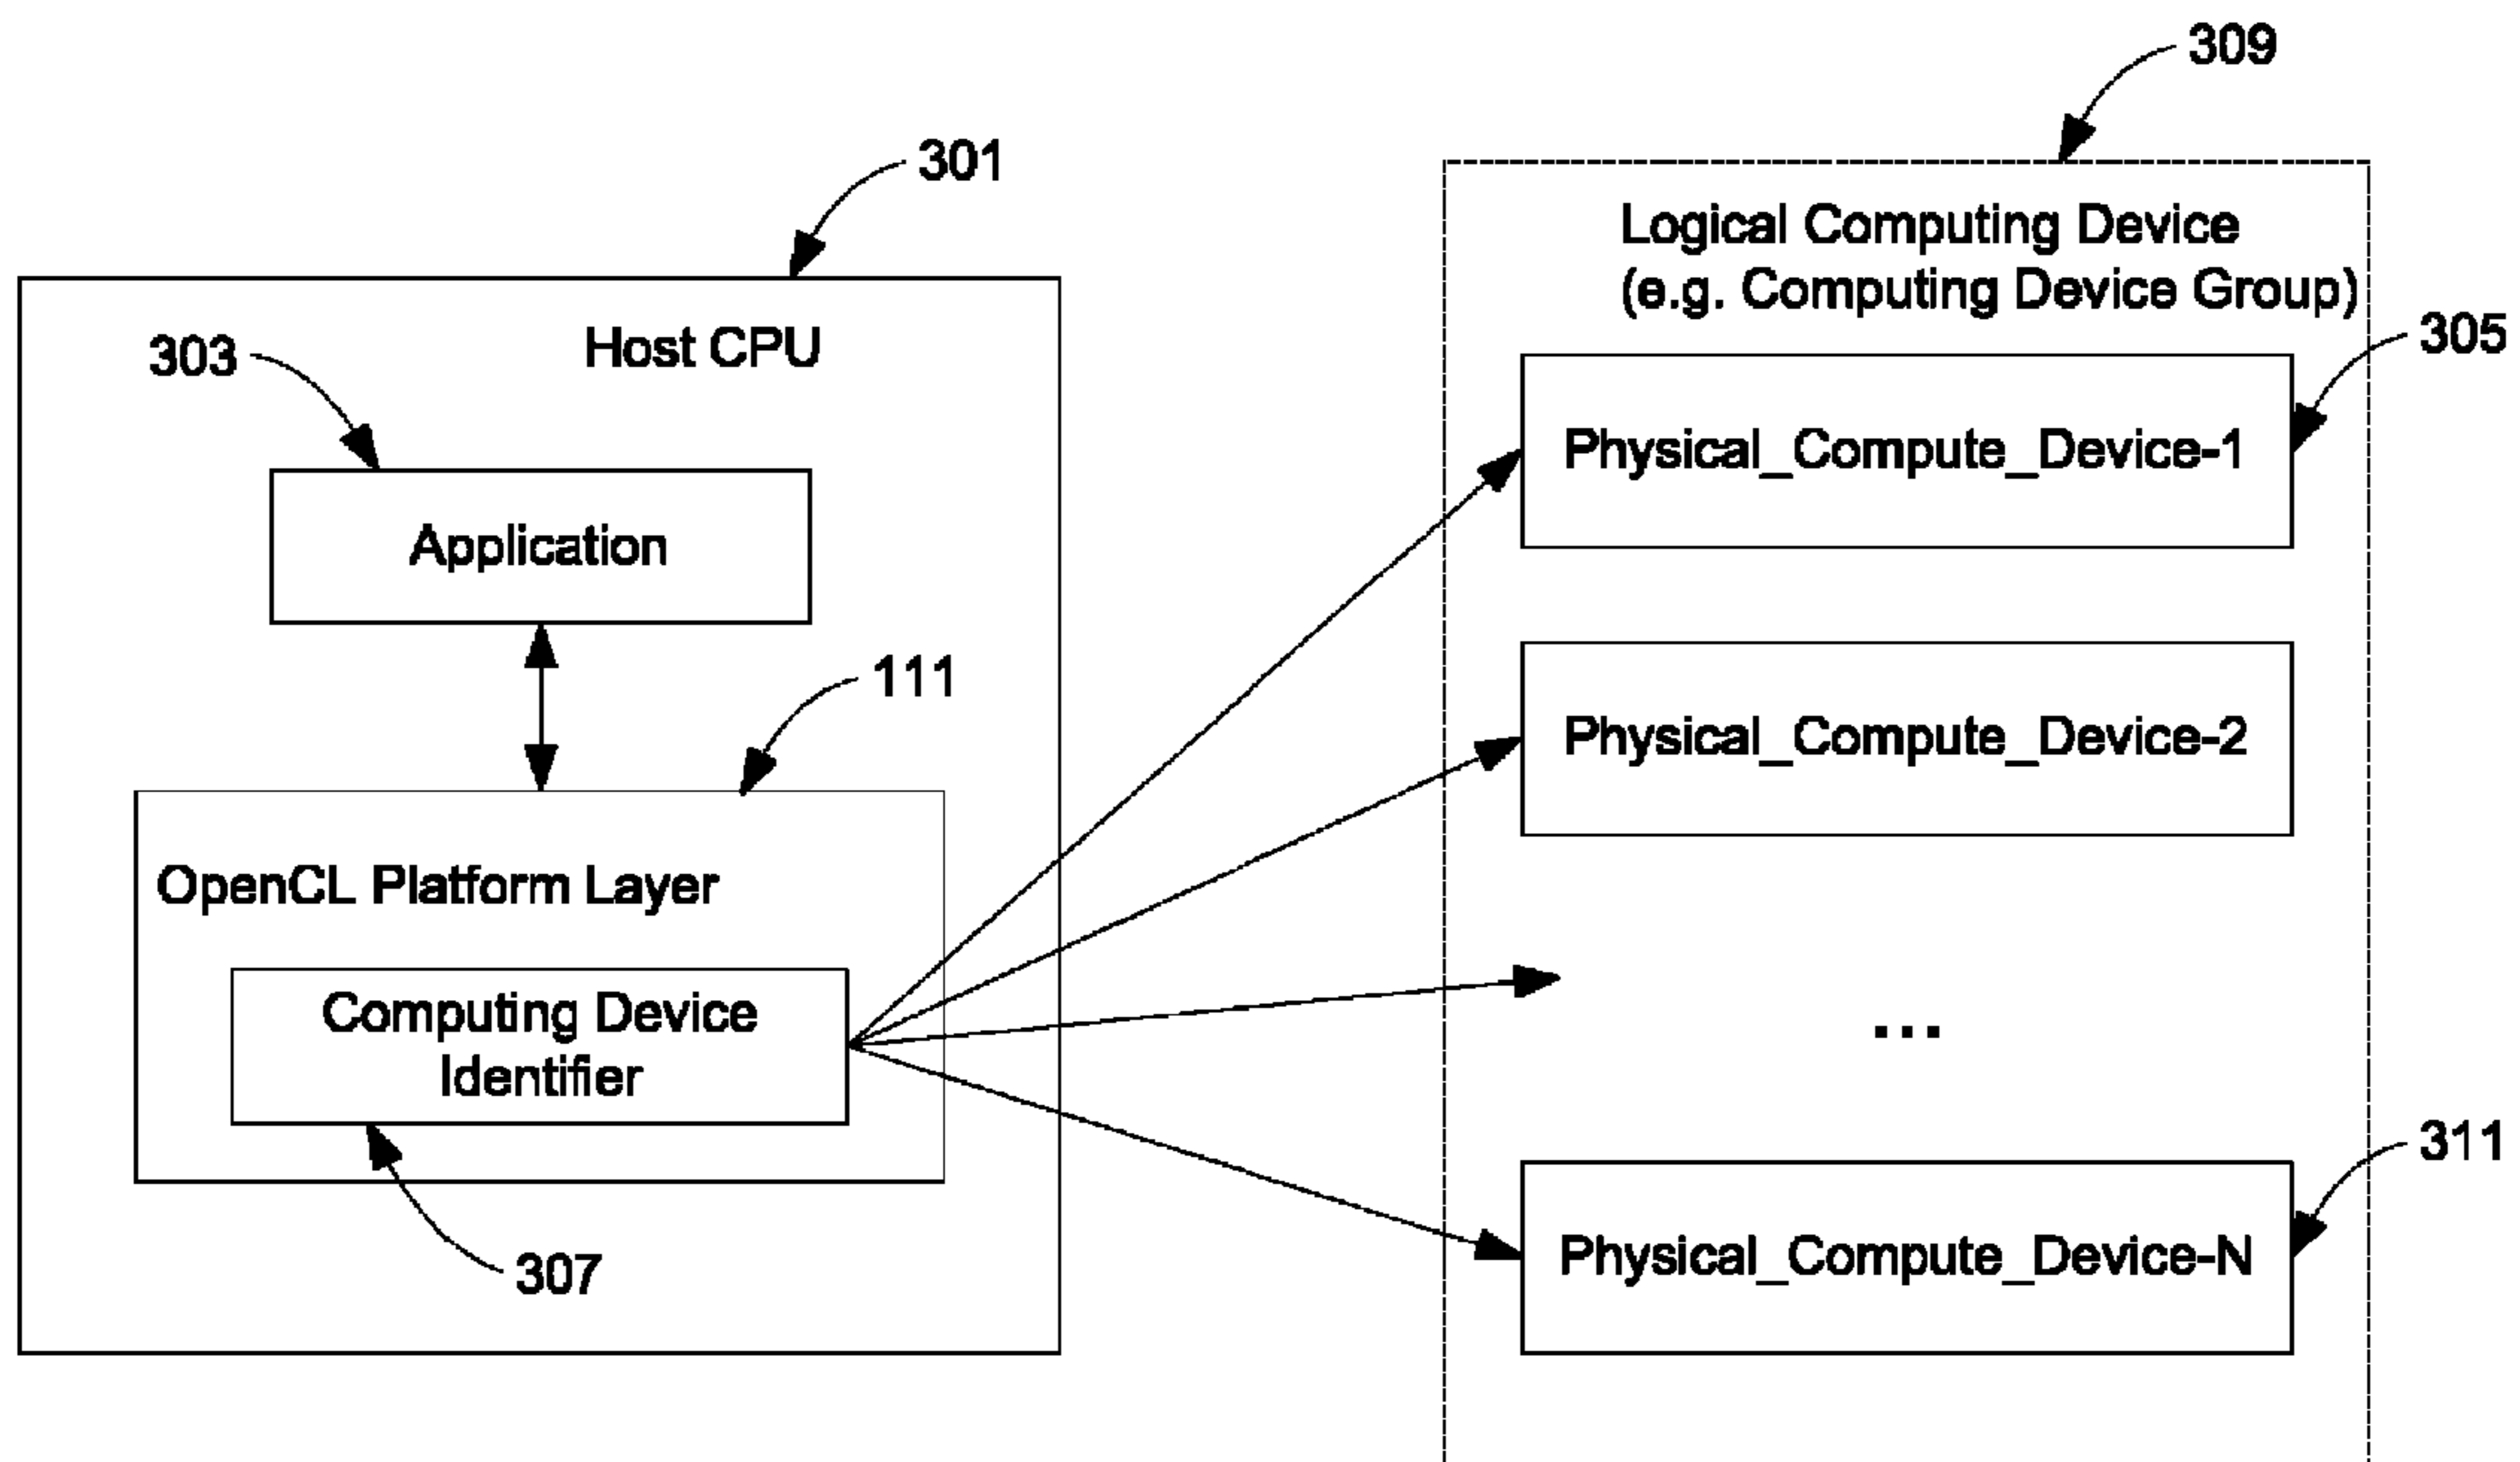 309
301
Logical Computing Device
(e.g. Computing Device Group)
305
Host CPU
303
Physical_Compute_Device-1
Application
111
Physical_Compute_Device-2
OpenCL Platform Layer
Computing Device
Identifier
...
311
Physical_Compute_Device-N
307